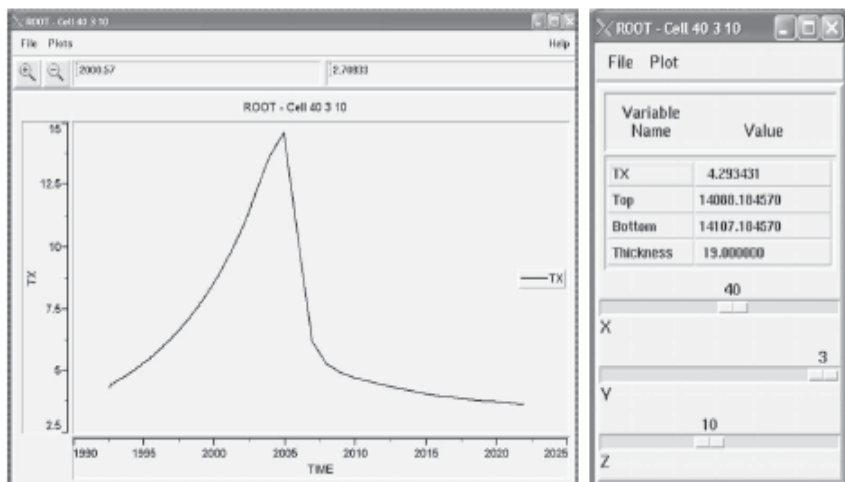 ROOT - Cell 40 3 10
File Plots Help
2000.57 2.70933
ROOT - Cell 40 3 10
15
12.5
10
7.5
5
2.5
TX
TX
1990 1995 2000 2005 2010 2015 2020 2025
TIME
ROOT - Cell 40 3 10
File Plot
Variable Name Value
TX 4.293431
Top 14088.184570
Bottom 14107.184570
Thickness 19.000000
40
X
3
Y
10
Z